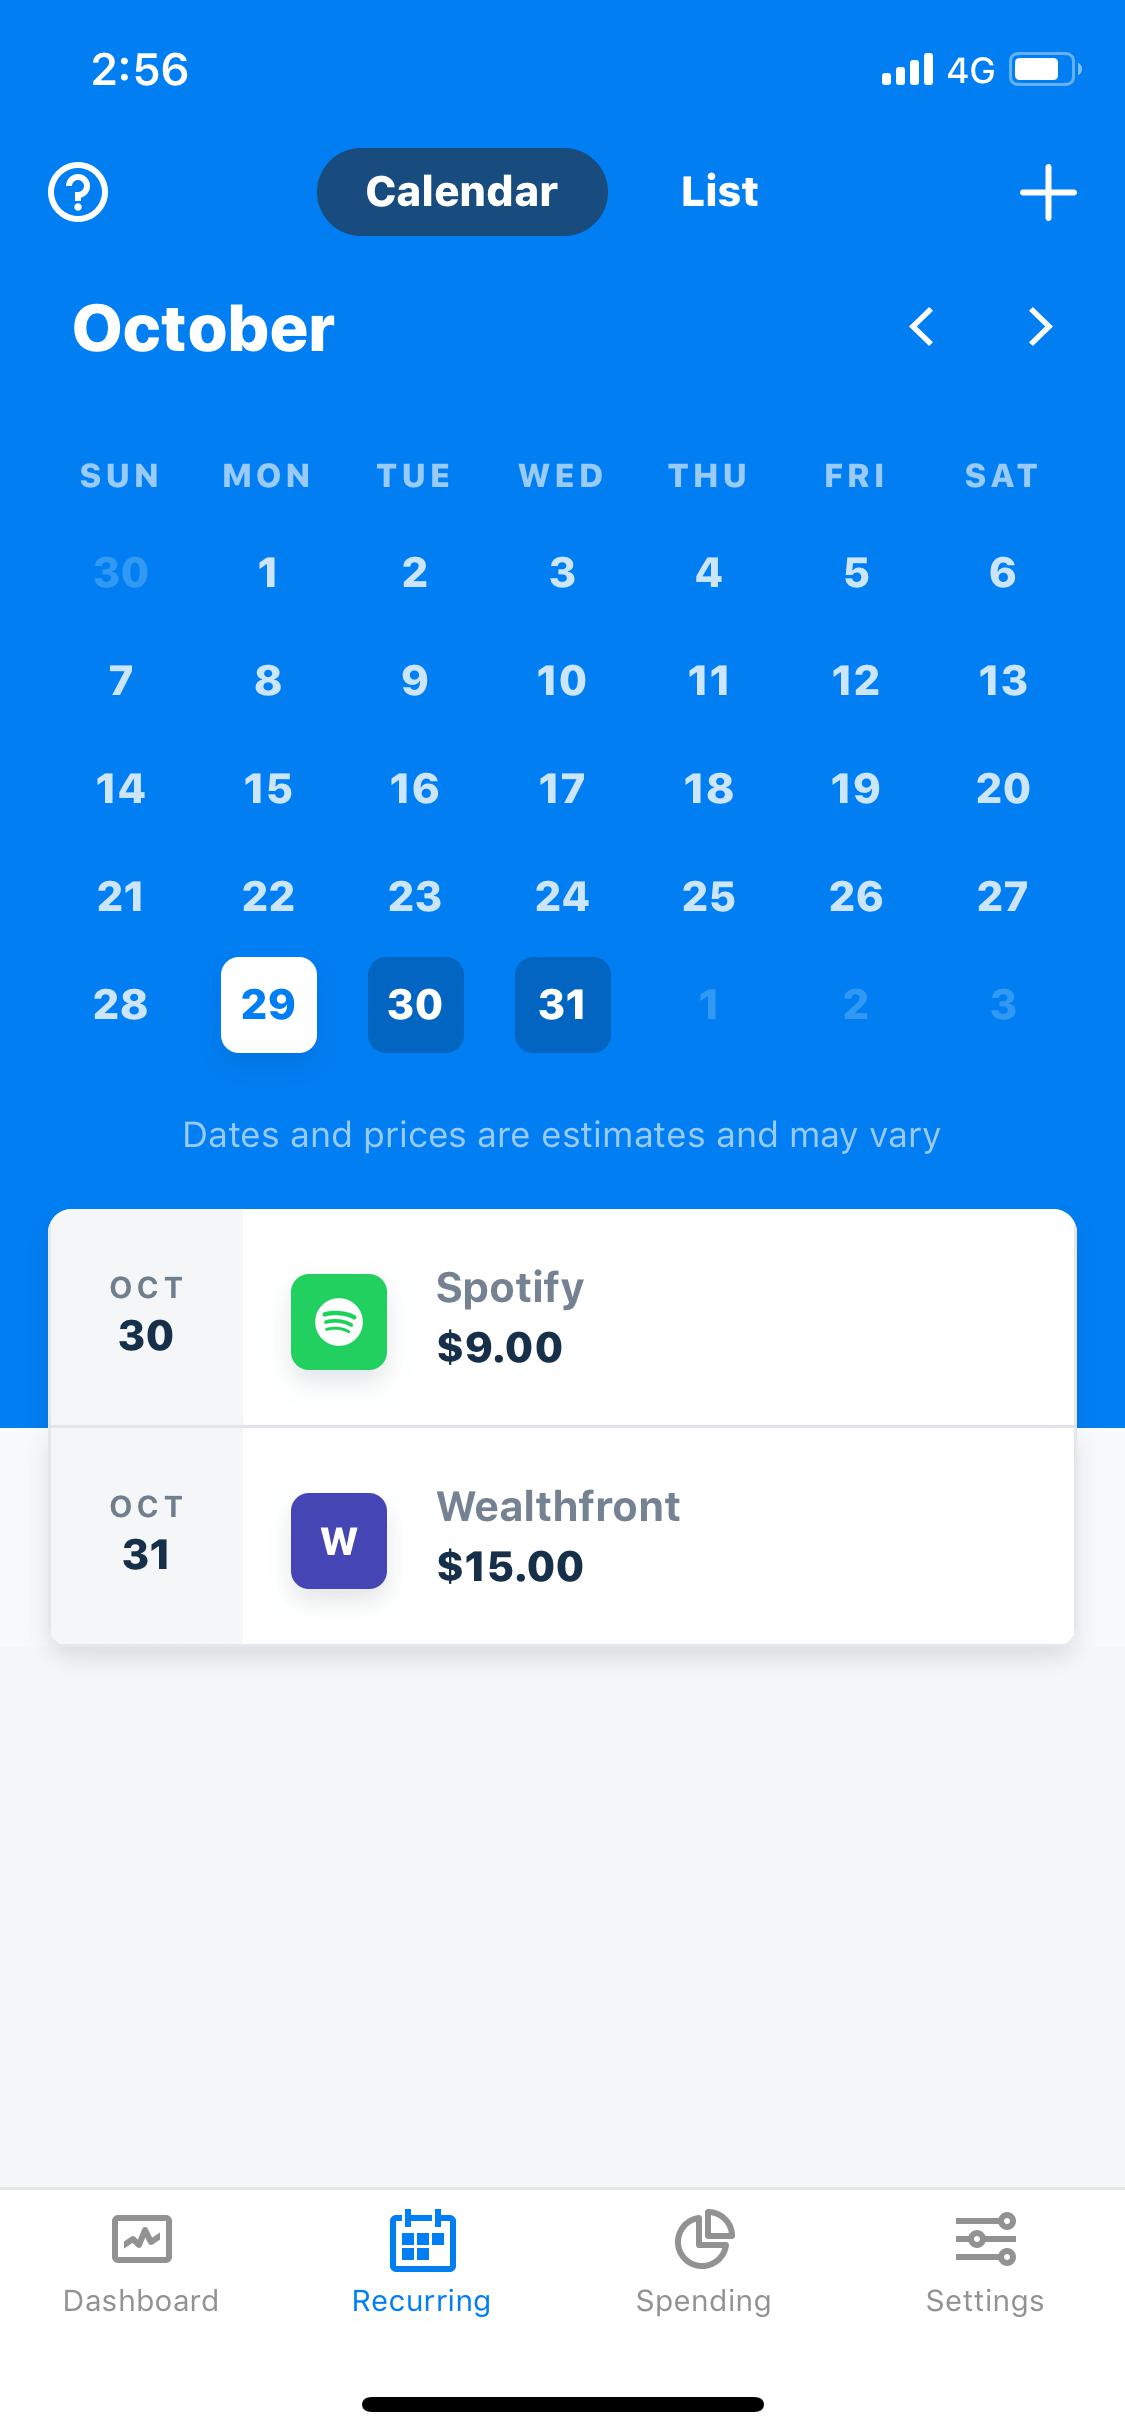 2:56 4G
Calendar List
October
SUN MON TUE WED THU FRI SAT
30 1 2 3 4 5 6
7 8 9 10 11 12 13
14 15 16 17 18 19 20
21 22 23 24 25 26 27
28 29 30 31 1 2 3
Dates and prices are estimates and may vary
OCT
30
Spotify
$9.00
OCT
31
W
Wealthfront
$15.00
Dashboard Recurring Spending Settings